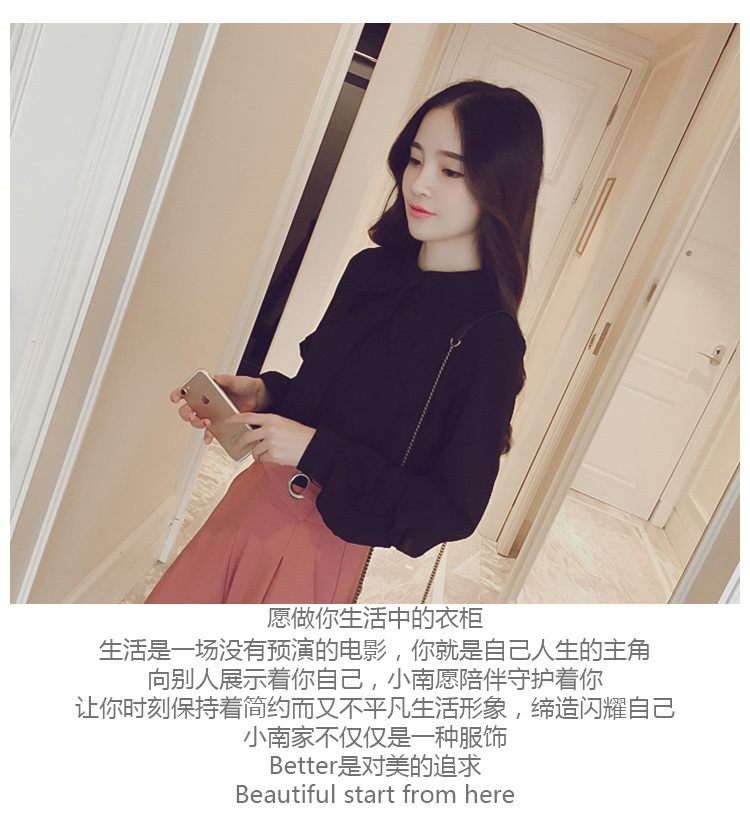 愿做你生活中的衣柜
生活是一场没有预演的电影，你就是自己人生的主角
向别人展示着你自己，小南愿陪伴守护着你
让你时刻保持着简约而又不平凡生活形象，缔造闪耀自己
小南家不仅仅是一种服饰
Better是对美的追求
Beautiful start from here